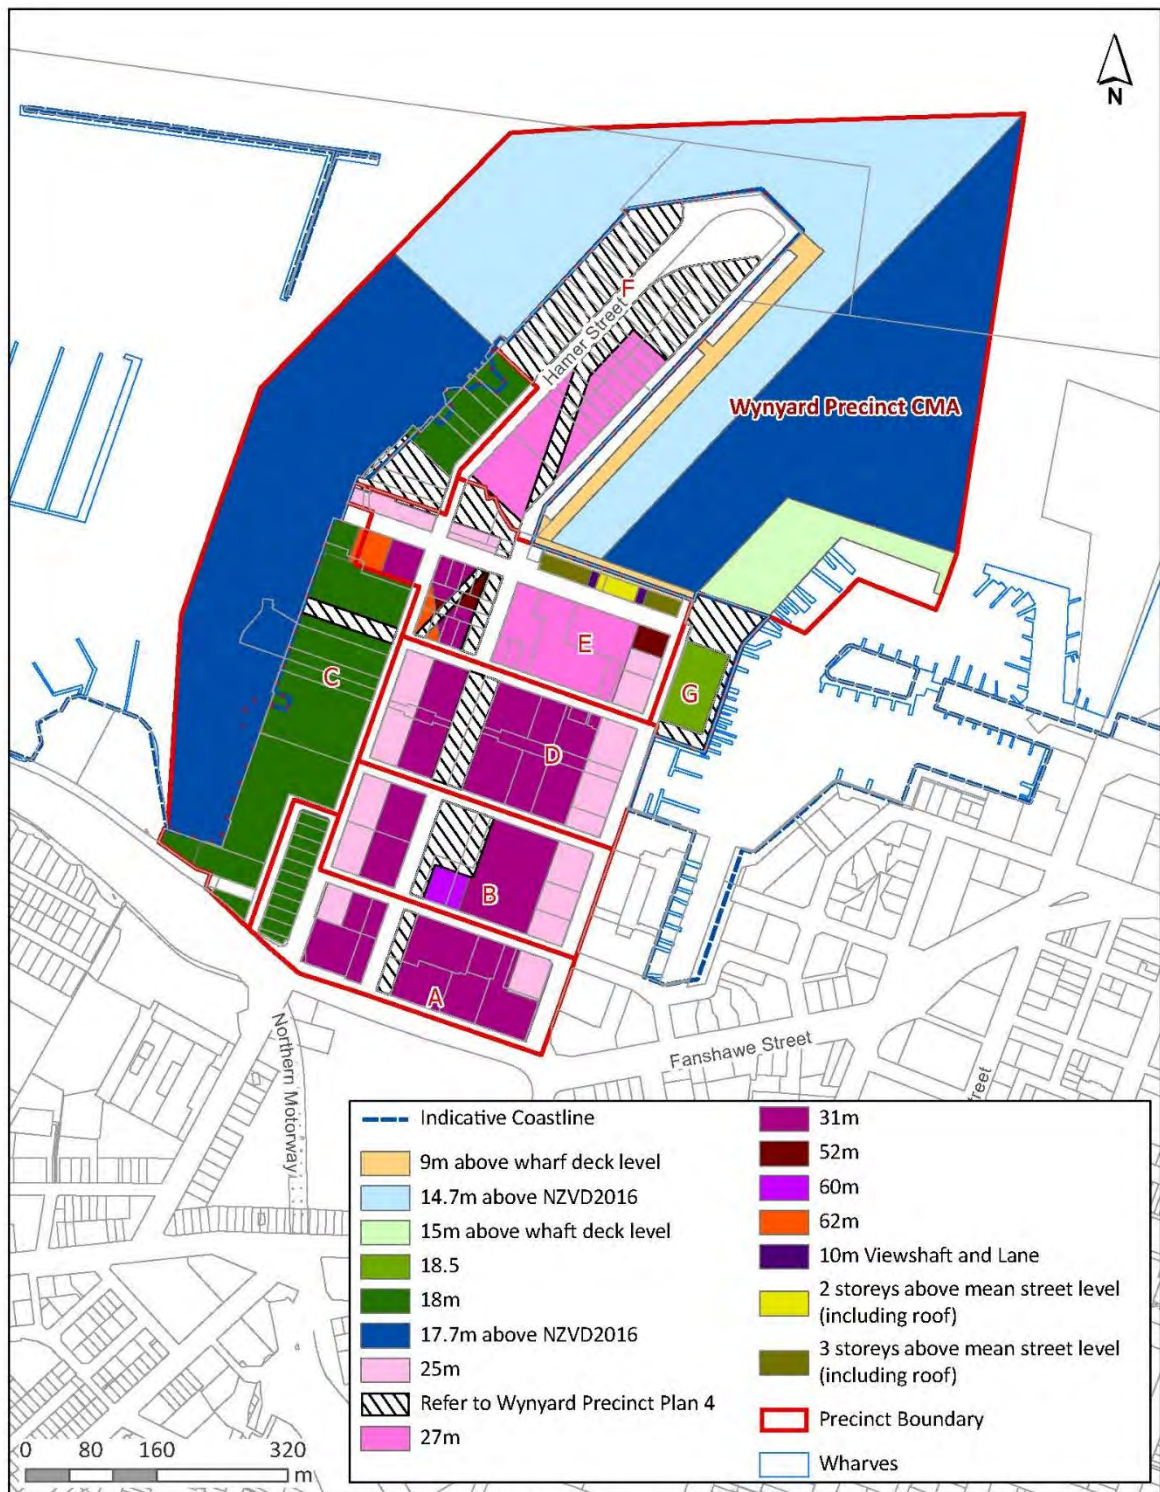 N
F
Hamer Street
Wynyard Precinct CMA
E
C
G
D
B
A
Northern Motorway
Fanshawe Street
street
Indicative Coastline
9m above wharf deck level
14.7m above NZVD2016
15m above whaft deck level
18.5
18m
17.7m above NZVD2016
25m
Refer to Wynyard Precinct Plan 4
27m
31m
52m
60m
62m
10m Viewshaft and Lane
2 storeys above mean street level
(including roof)
3 storeys above mean street level
(including roof)
Precinct Boundary
Wharves
0 80 160 320
m